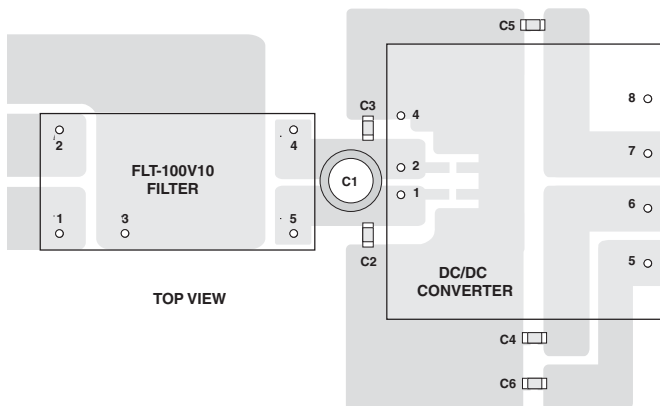 C5
C3
8
4
2
4
7
FLT-100V10
FILTER
2
C1
1
6
1
3
5
C2
5
DC/DC
CONVERTER
TOP VIEW
C4
C6